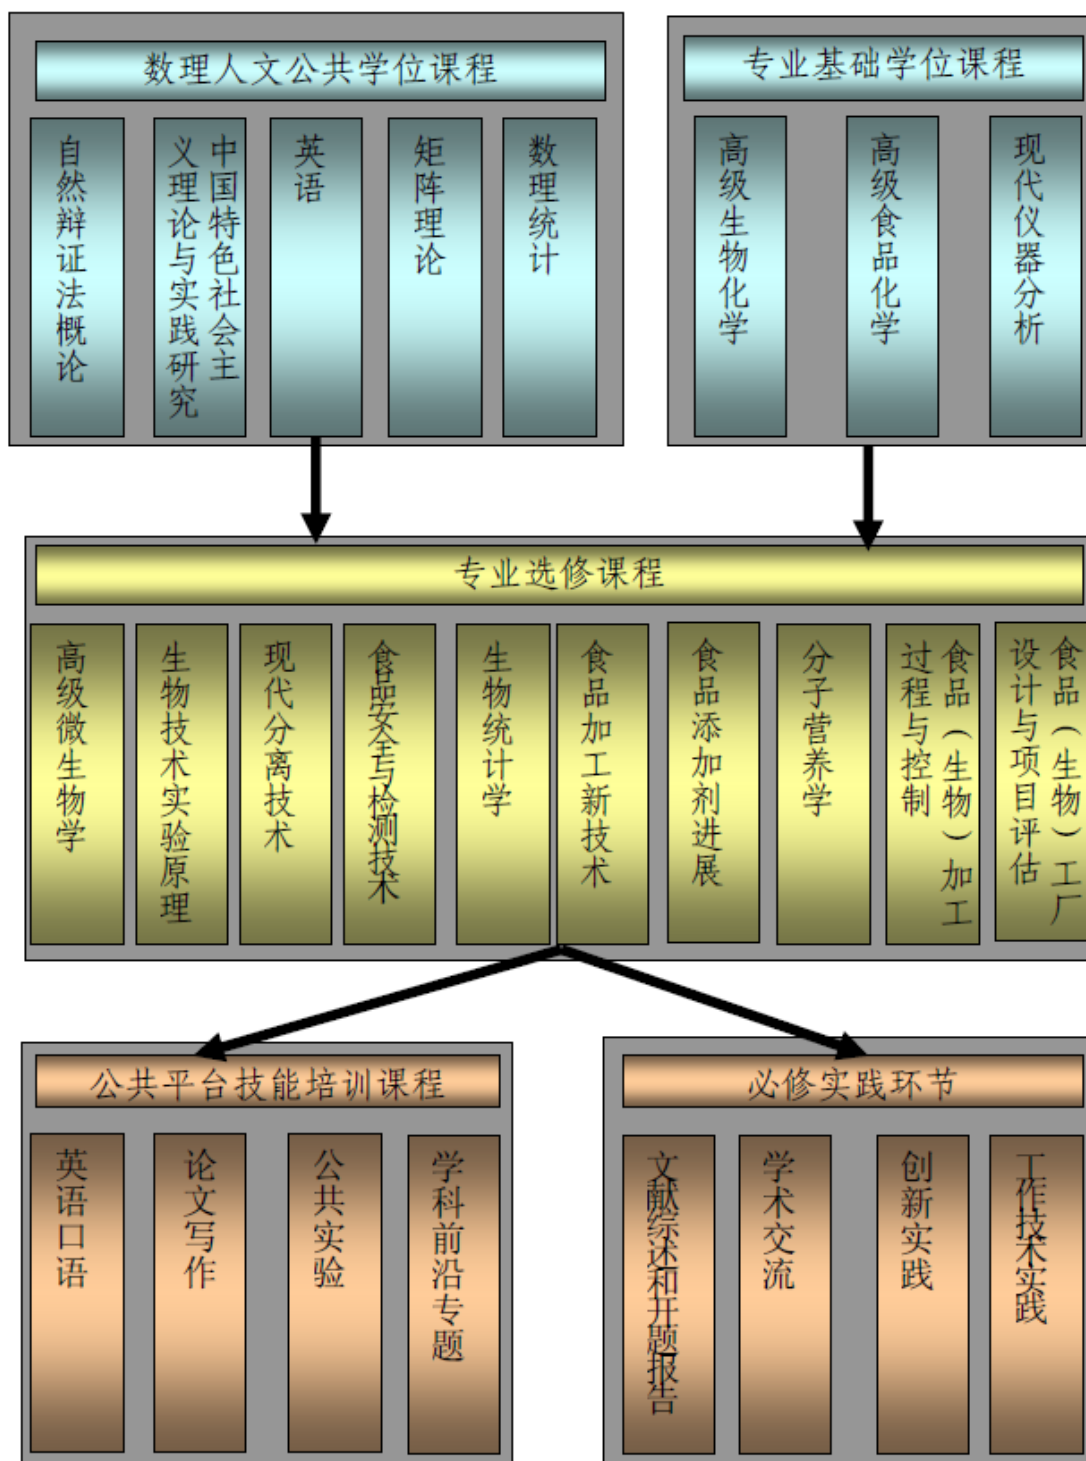 数理人文公共学位课程
自然辩证法概论
中国特色社会主
义理论与实践研究
英语
矩阵理论
数理统计
专业基础学位课程
高级生物化学
高级食品化学
现代仪器分析
专业选修课程
高级微生物学
生物技术实验原理
现代分离技术
食品安全与检测技术
生物统计学
食品加工新技术
食品添加剂进展
分子营养学
食品（生物）加工
过程与控制
食品（生物）工厂
设计与项目评估
公共平台技能培训课程
英语口语
论文写作
公共实验
学科前沿专题
必修实践环节
文献综述和开题报告
学术交流
创新实践
工作技术实践